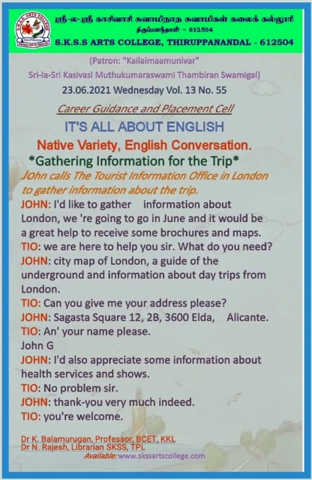 ஸ்ரீ-ல-ஸ்ரீ காசிவாசி சுவாமிநாத சுவாமிகள் கலைக் கல்லூரி
திருப்பனந்தாள் – 612504
S.K.S.S ARTS COLLEGE, THIRUPPANANDAL - 612504
(Patron: "Kailaimaamunivar"
Sri-la-Sri Kasivasi Muthukumaraswami Thambiran Swamigal)
23.06.2021 Wednesday Vol. 13 No. 55
Career Guidance and Placement Cell
IT'S ALL ABOUT ENGLISH
Native Variety, English Conversation.
*Gathering Information for the Trip*
John calls The Tourist Information Office in London
to gather information about the trip.
JOHN: I'd like to gather information about
London, we 're going to go in June and it would be
a great help to receive some brochures and maps.
TIO: we are here to help you sir. What do you need?
JOHN: city map of London, a guide of the
underground and information about day trips from
London.
TIO: Can you give me your address please?
JOHN: Sagasta Square 12, 2B, 3600 Elda, Alicante.
TIO: An' your name please.
John G
JOHN: I'd also appreciate some information about
health services and shows.
TIO: No problem sir.
JOHN: thank-you very much indeed.
TIO: you're welcome.
Dr K. Balamurugan, Professor, BCET, KKL
Dr N. Rajesh, Librarian SKSS, TPL
Available:www.skssartscollege.com